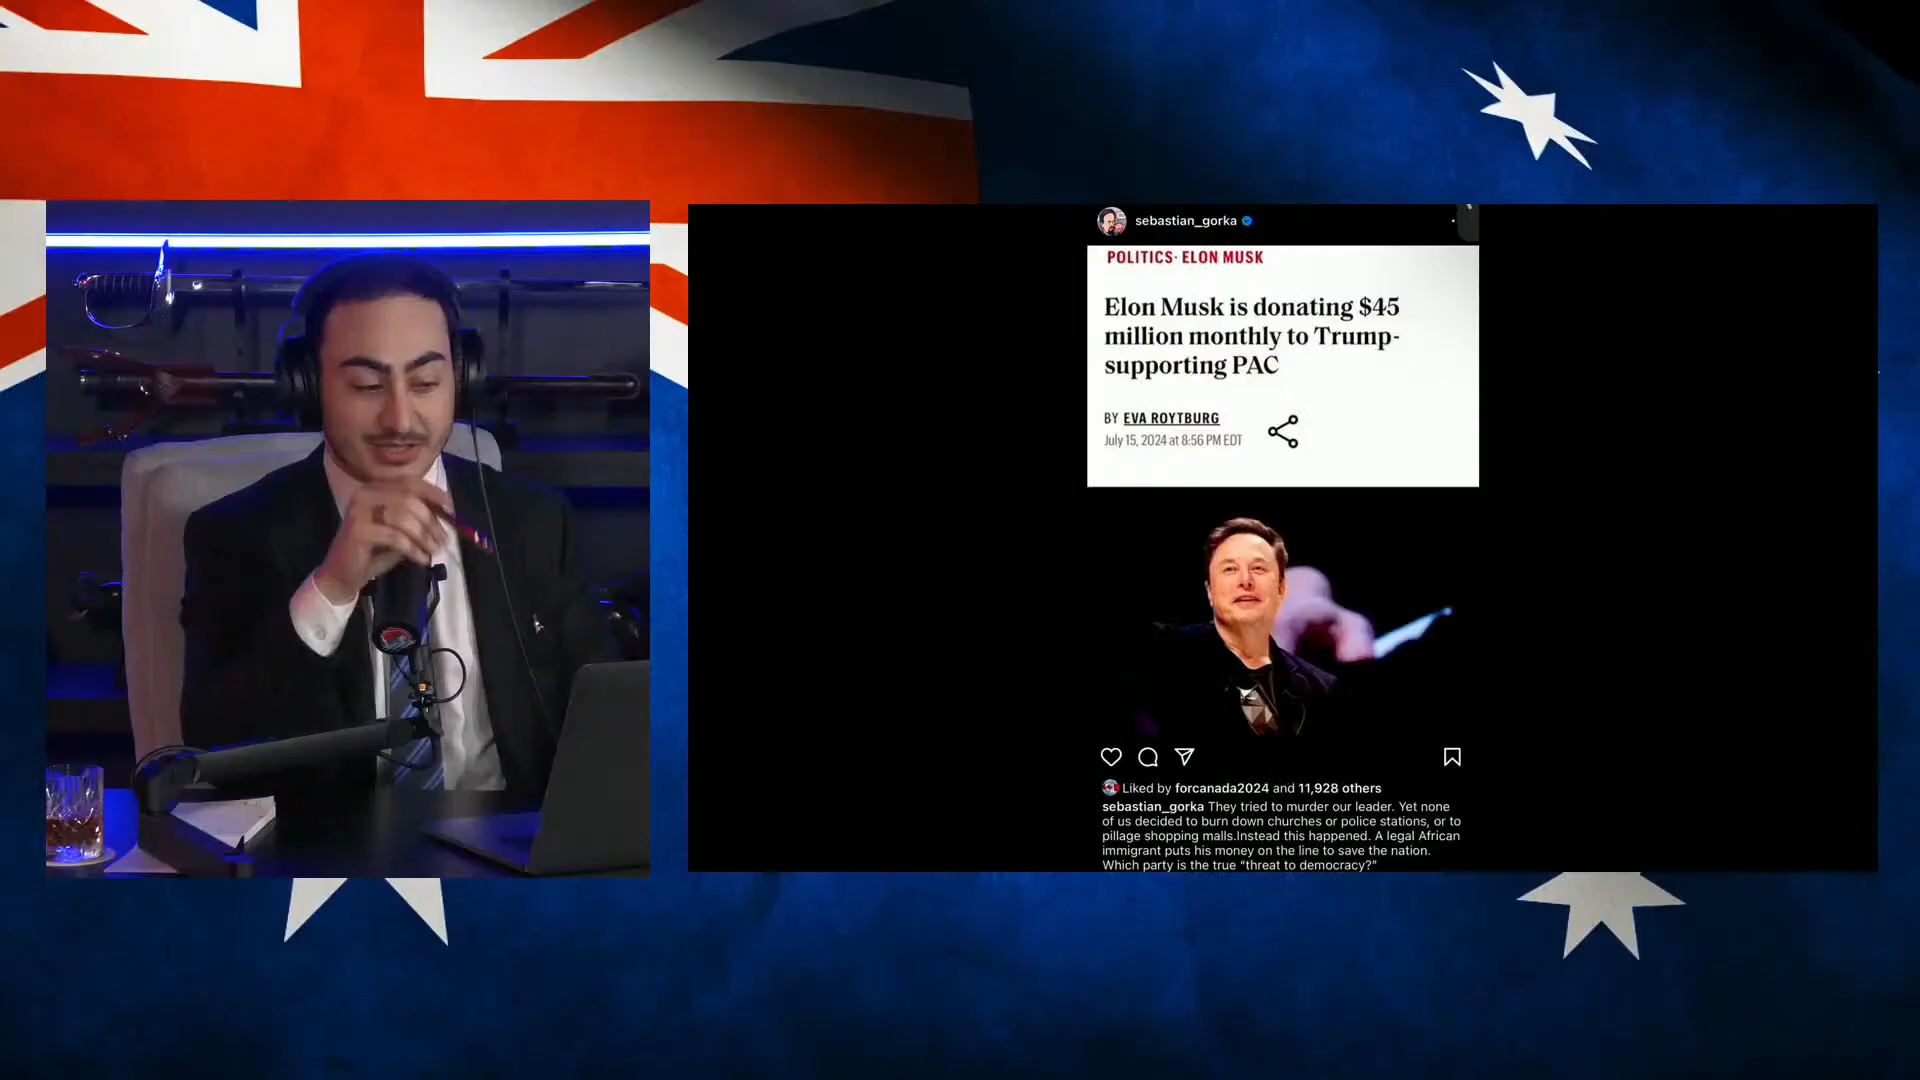 sebastian_gorka
POLITICS· ELON MUSK
Elon Musk is donating $45
million monthly to Trump-
supporting PAC
BY EVA ROYTBURG
July 15, 2024 at 8:56 PM EDT
Liked by forcanada2024 and 11,928 others
sebastian_gorka They tried to murder our leader. Yet none
of us decided to burn down churches or police stations, or to
pillage shopping malls.Instead this happened. A legal African
immigrant puts his money on the line to save the nation.
Which party is the true “threat to democracy?”